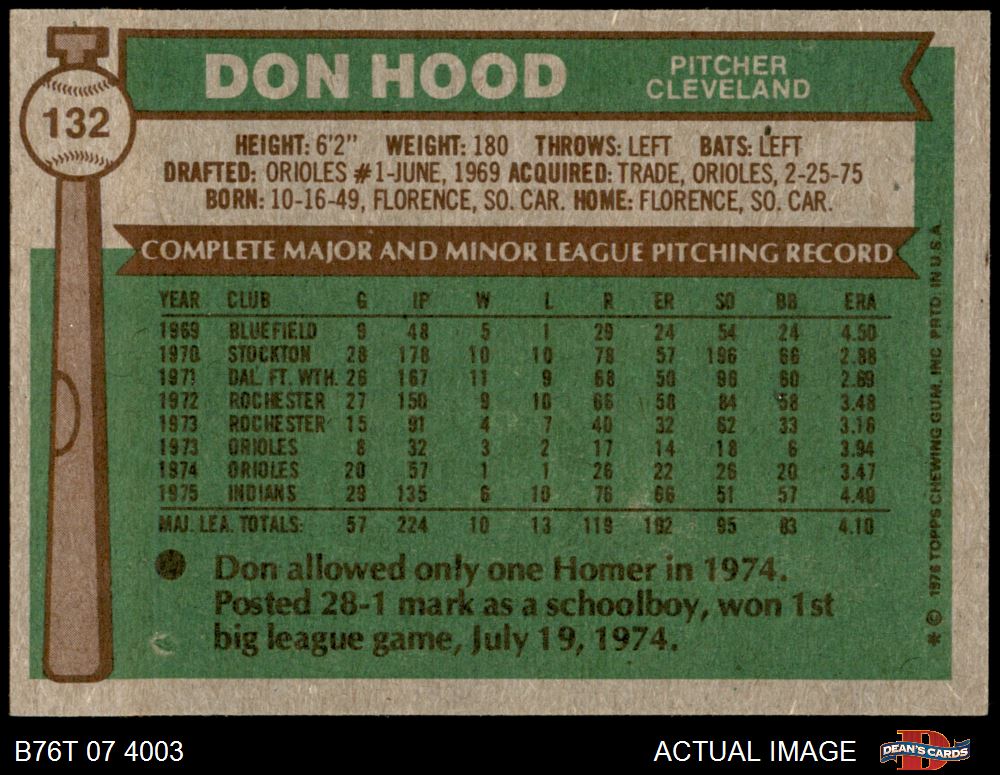 132
DON HOOD
PITCHER
CLEVELAND
HEIGHT: 6'2" WEIGHT: 180 THROWS: LEFT BATS: LEFT
DRAFTED: ORIOLES #1-JUNE, 1969 ACQUIRED: TRADE, ORIOLES, 2-25-75
BORN: 10-16-49, FLORENCE, SO. CAR. HOME: FLORENCE, SO. CAR.
COMPLETE MAJOR AND MINOR LEAGUE PITCHING RECORD
YEAR CLUB G IP W L R ER SO BB ERA
1969 BLUEFIELD 9 48 5 1 29 24 54 24 4.50
1970 STOCKTON 28 178 10 10 78 57 196 66 2.88
1971 DAL. FT. WTH. 26 167 11 9 68 50 96 60 2.69
1972 ROCHESTER 27 150 9 10 66 58 84 58 3.48
1973 ROCHESTER 15 91 4 7 40 32 62 33 3.16
1973 ORIOLES 8 32 3 2 17 14 18 6 3.94
1974 ORIOLES 20 57 1 1 26 22 26 20 3.47
1975 INDIANS 29 135 6 10 76 66 51 57 4.40
MAJ. LEA. TOTALS: 57 224 10 13 119 102 95 83 4.10
Don allowed only one Homer in 1974.
Posted 28-1 mark as a schoolboy, won 1st
big league game, July 19, 1974.
* © 1976 TOPPS CHEWING GUM, INC PRTD. IN U.S.A.
B76T 07 4003
ACTUAL IMAGE
DEAN'S CARDS